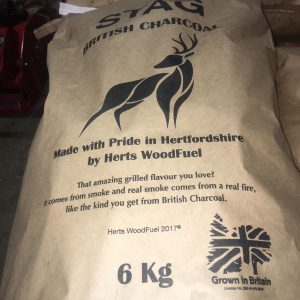 STAG
BRITISH CHARCOAL
Made with Pride in Hertfordshire
by Herts WoodFuel
That amazing grilled flavour you love?
It comes from smoke and real smoke comes from a real fire,
like the kind you get from British Charcoal.
Herts WoodFuel 2017®
6 Kg
Grown in Britain